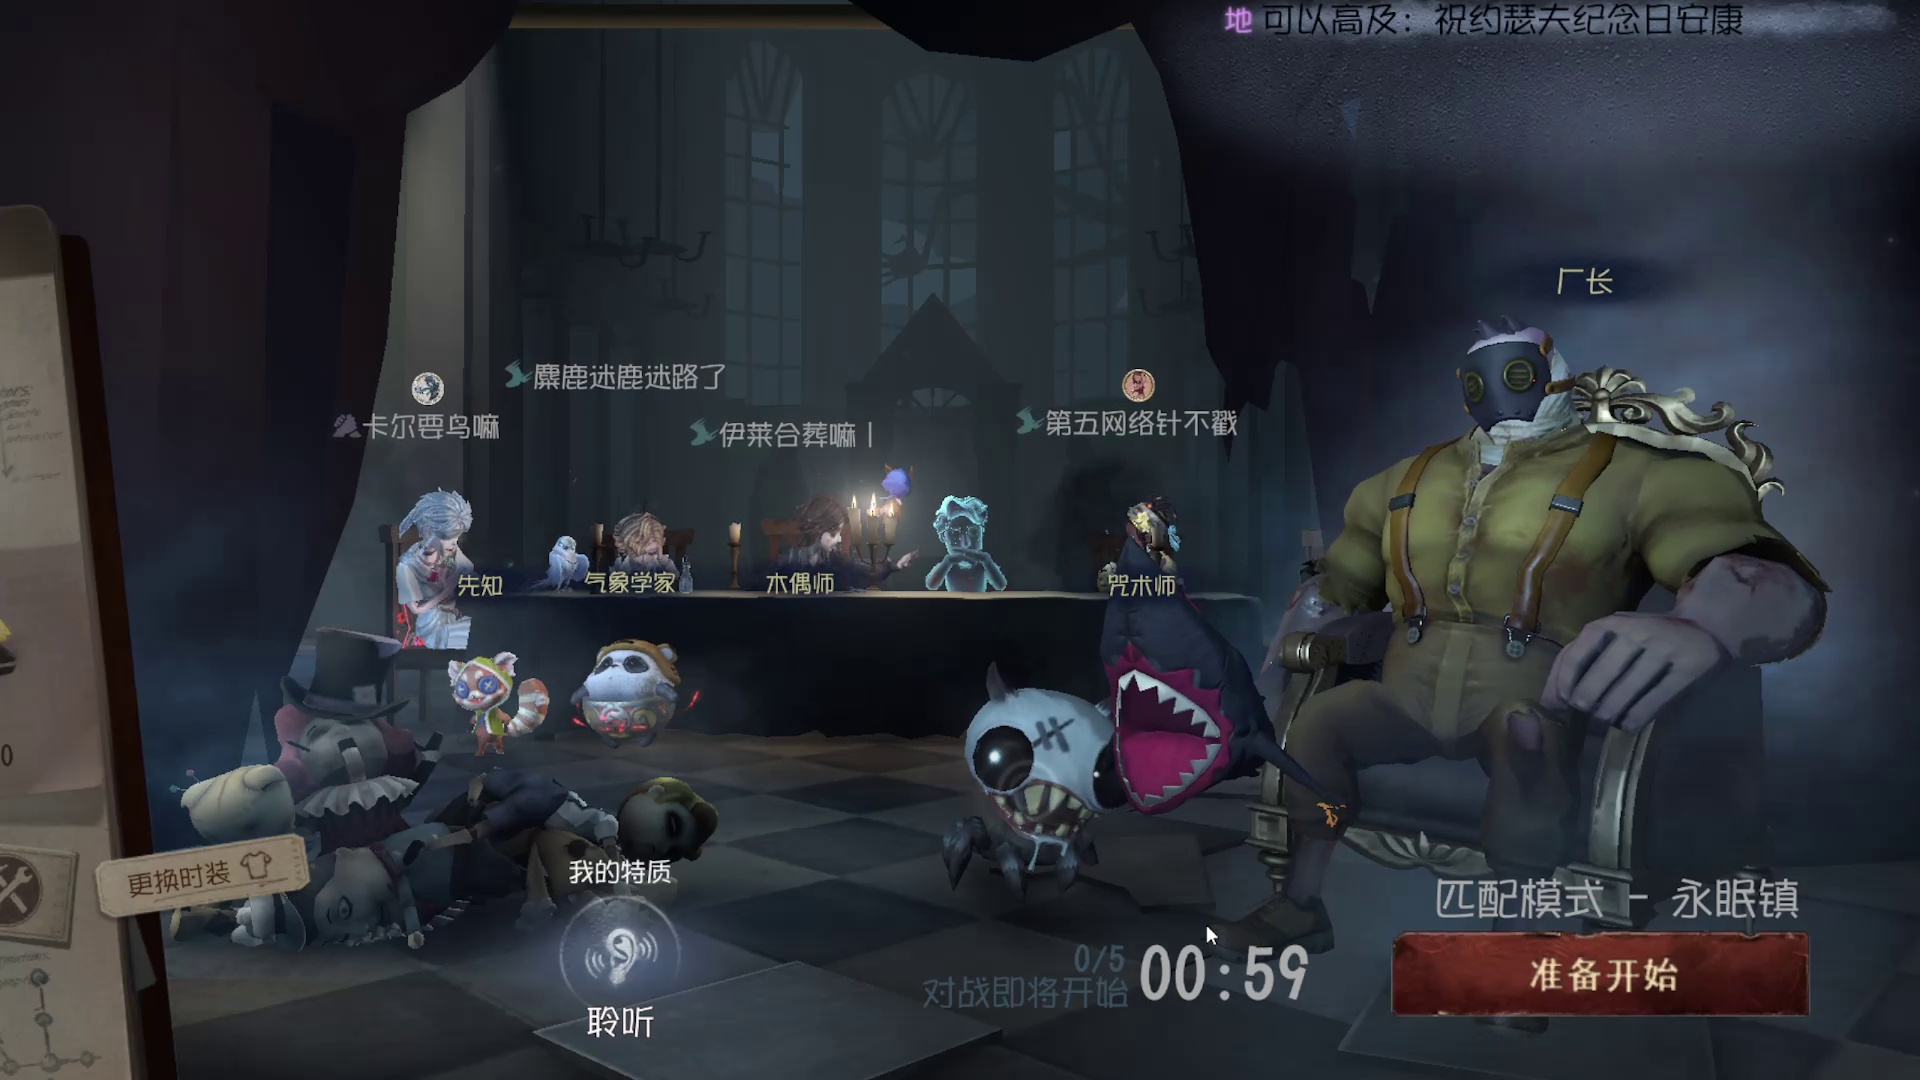 地 可以高及：祝约瑟夫纪念日安康
厂长
麋鹿迷鹿迷路了
卡尔要鸟嘛
伊莱合葬嘛丨
第五网络针不戳
先知
气象学家
木偶师
咒术师
0
更换时装
我的特质
聆听
0/5
对战即将开始
00:59
匹配模式 - 永眠镇
准备开始